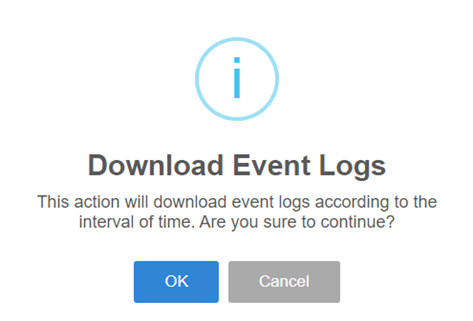 i
Download Event Logs
This action will download event logs according to the
interval of time. Are you sure to continue?
OK
Cancel